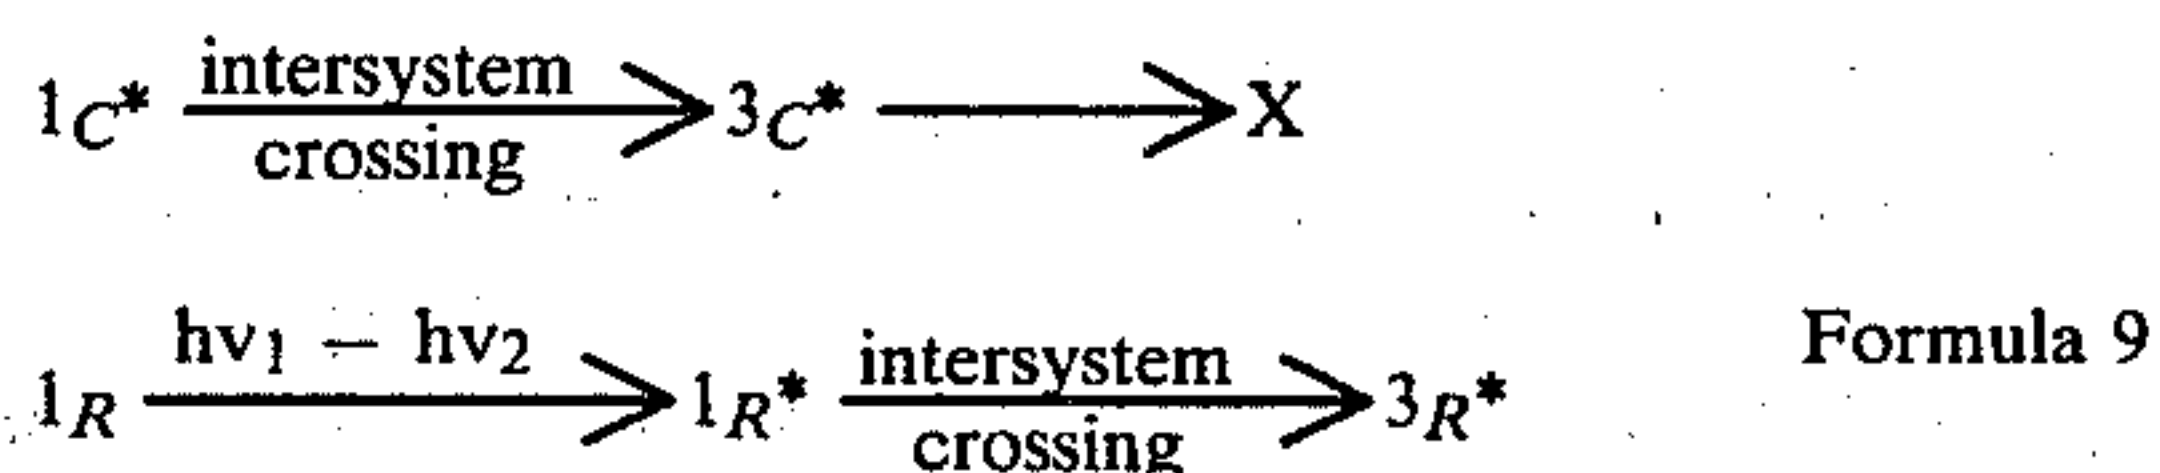 ¹C* intersystem crossing > ³C* > X
¹R hν₁ − hν₂ > ¹R* intersystem crossing > ³R* Formula 9